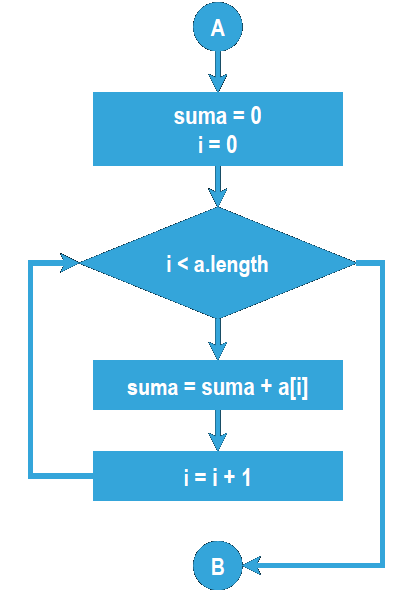 A
suma = 0
i = 0
i < a.length
suma = suma + a[i]
i = i + 1
B